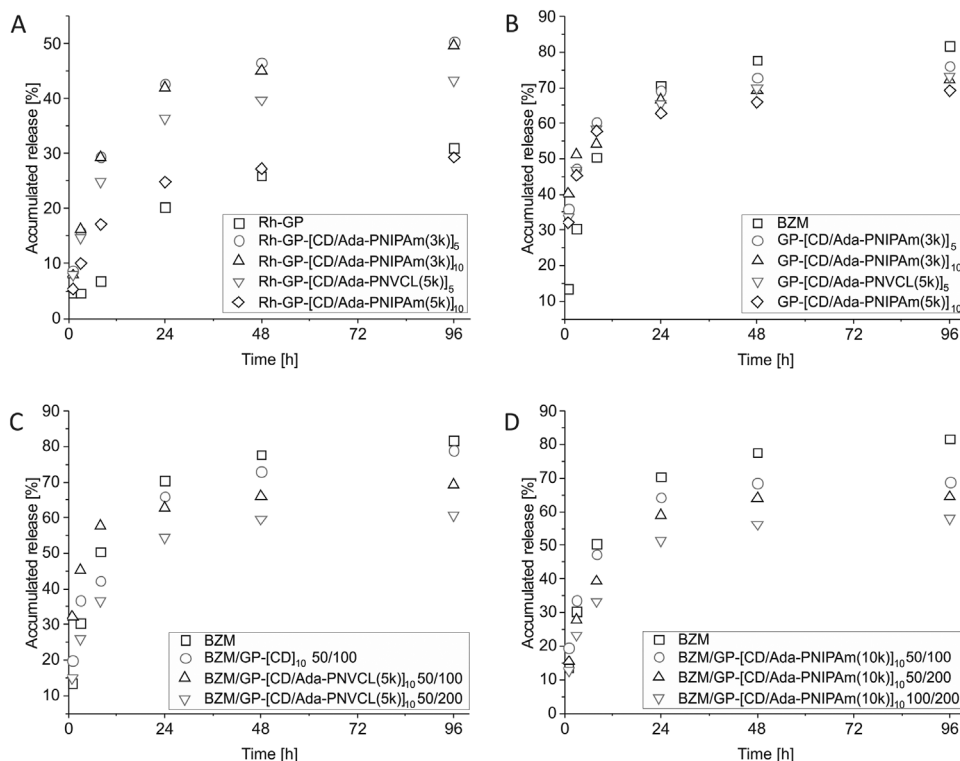 A
Accumulated release [%]
50
40
30
20
10
0
Rh-GP
Rh-GP-[CD/Ada-PNIPAm(3k)]5
Rh-GP-[CD/Ada-PNIPAm(3k)]10
Rh-GP-[CD/Ada-PNVCL(5k)]5
Rh-GP-[CD/Ada-PNIPAm(5k)]10
0 24 48 72 96
Time [h]
B
Accumulated release [%]
90
80
70
60
50
40
30
20
10
BZM
GP-[CD/Ada-PNIPAm(3k)]5
GP-[CD/Ada-PNIPAm(3k)]10
GP-[CD/Ada-PNVCL(5k)]5
GP-[CD/Ada-PNIPAm(5k)]10
0 24 48 72 96
Time [h]
C
Accumulated release [%]
90
80
70
60
50
40
30
20
10
BZM
BZM/GP-[CD]10 50/100
BZM/GP-[CD/Ada-PNVCL(5k)]10 50/100
BZM/GP-[CD/Ada-PNVCL(5k)]10 50/200
0 24 48 72 96
Time [h]
D
Accumulated release [%]
90
80
70
60
50
40
30
20
10
0
BZM
BZM/GP-[CD/Ada-PNIPAm(10k)]10 50/100
BZM/GP-[CD/Ada-PNIPAm(10k)]10 50/200
BZM/GP-[CD/Ada-PNIPAm(10k)]10 100/200
0 24 48 72 96
Time [h]